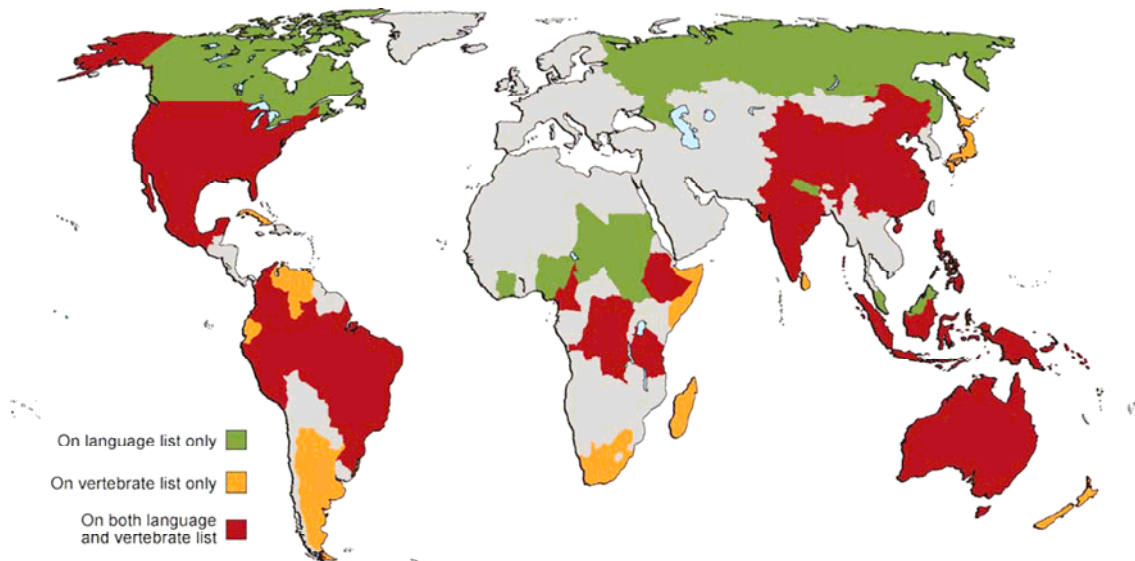 On language list only
On vertebrate list only
On both language
and vertebrate list